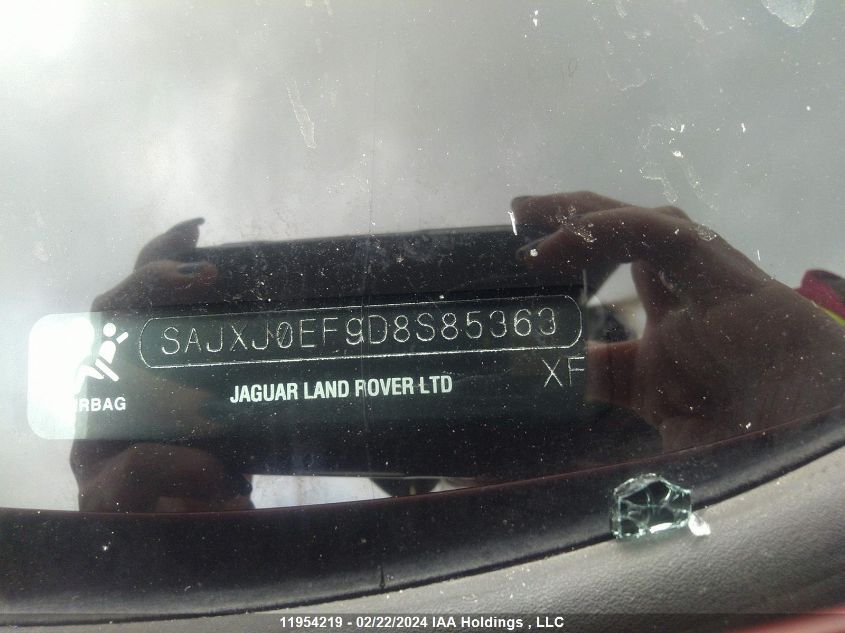 SAJXJ0EF9D8S85363
XF
JAGUAR LAND ROVER LTD
AIRBAG
11954219 - 02/22/2024 IAA Holdings , LLC